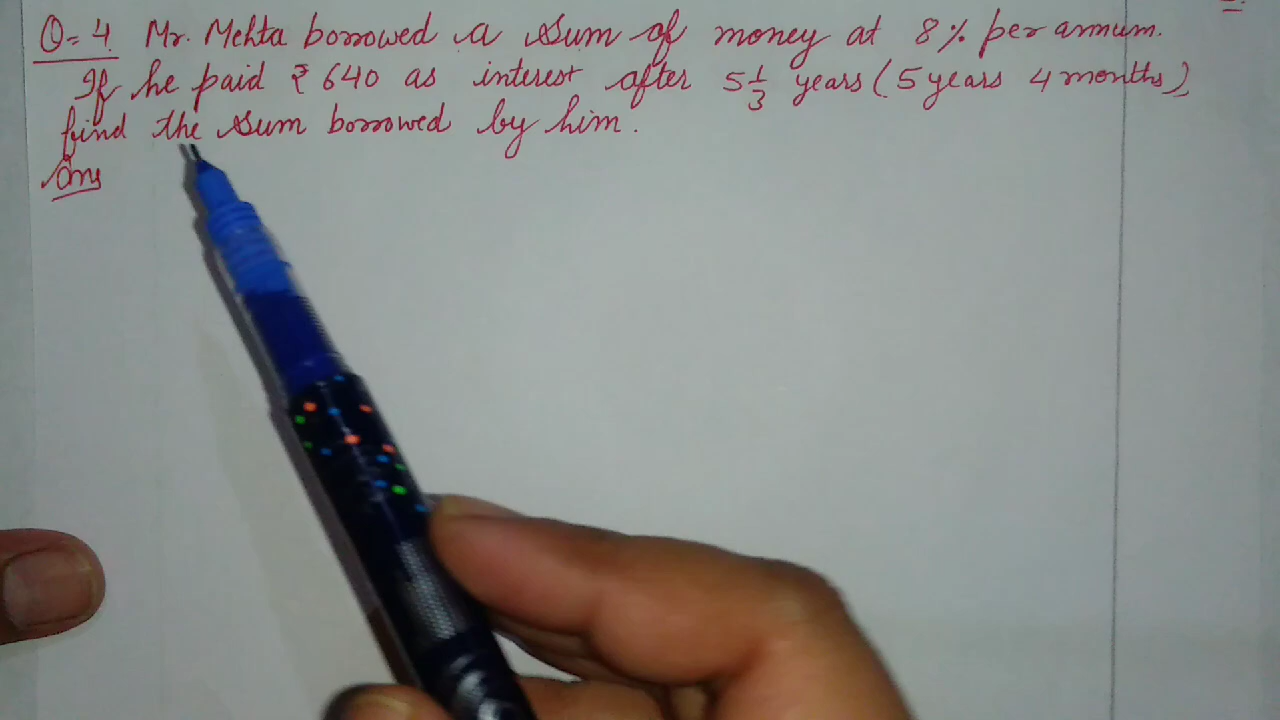 Q=4 Mr. Mehta borrowed a sum of money at 8% per annum.
If he paid ₹ 640 as interest after 5 1/3 years (5 years 4 months)
find the sum borrowed by him.
Ans